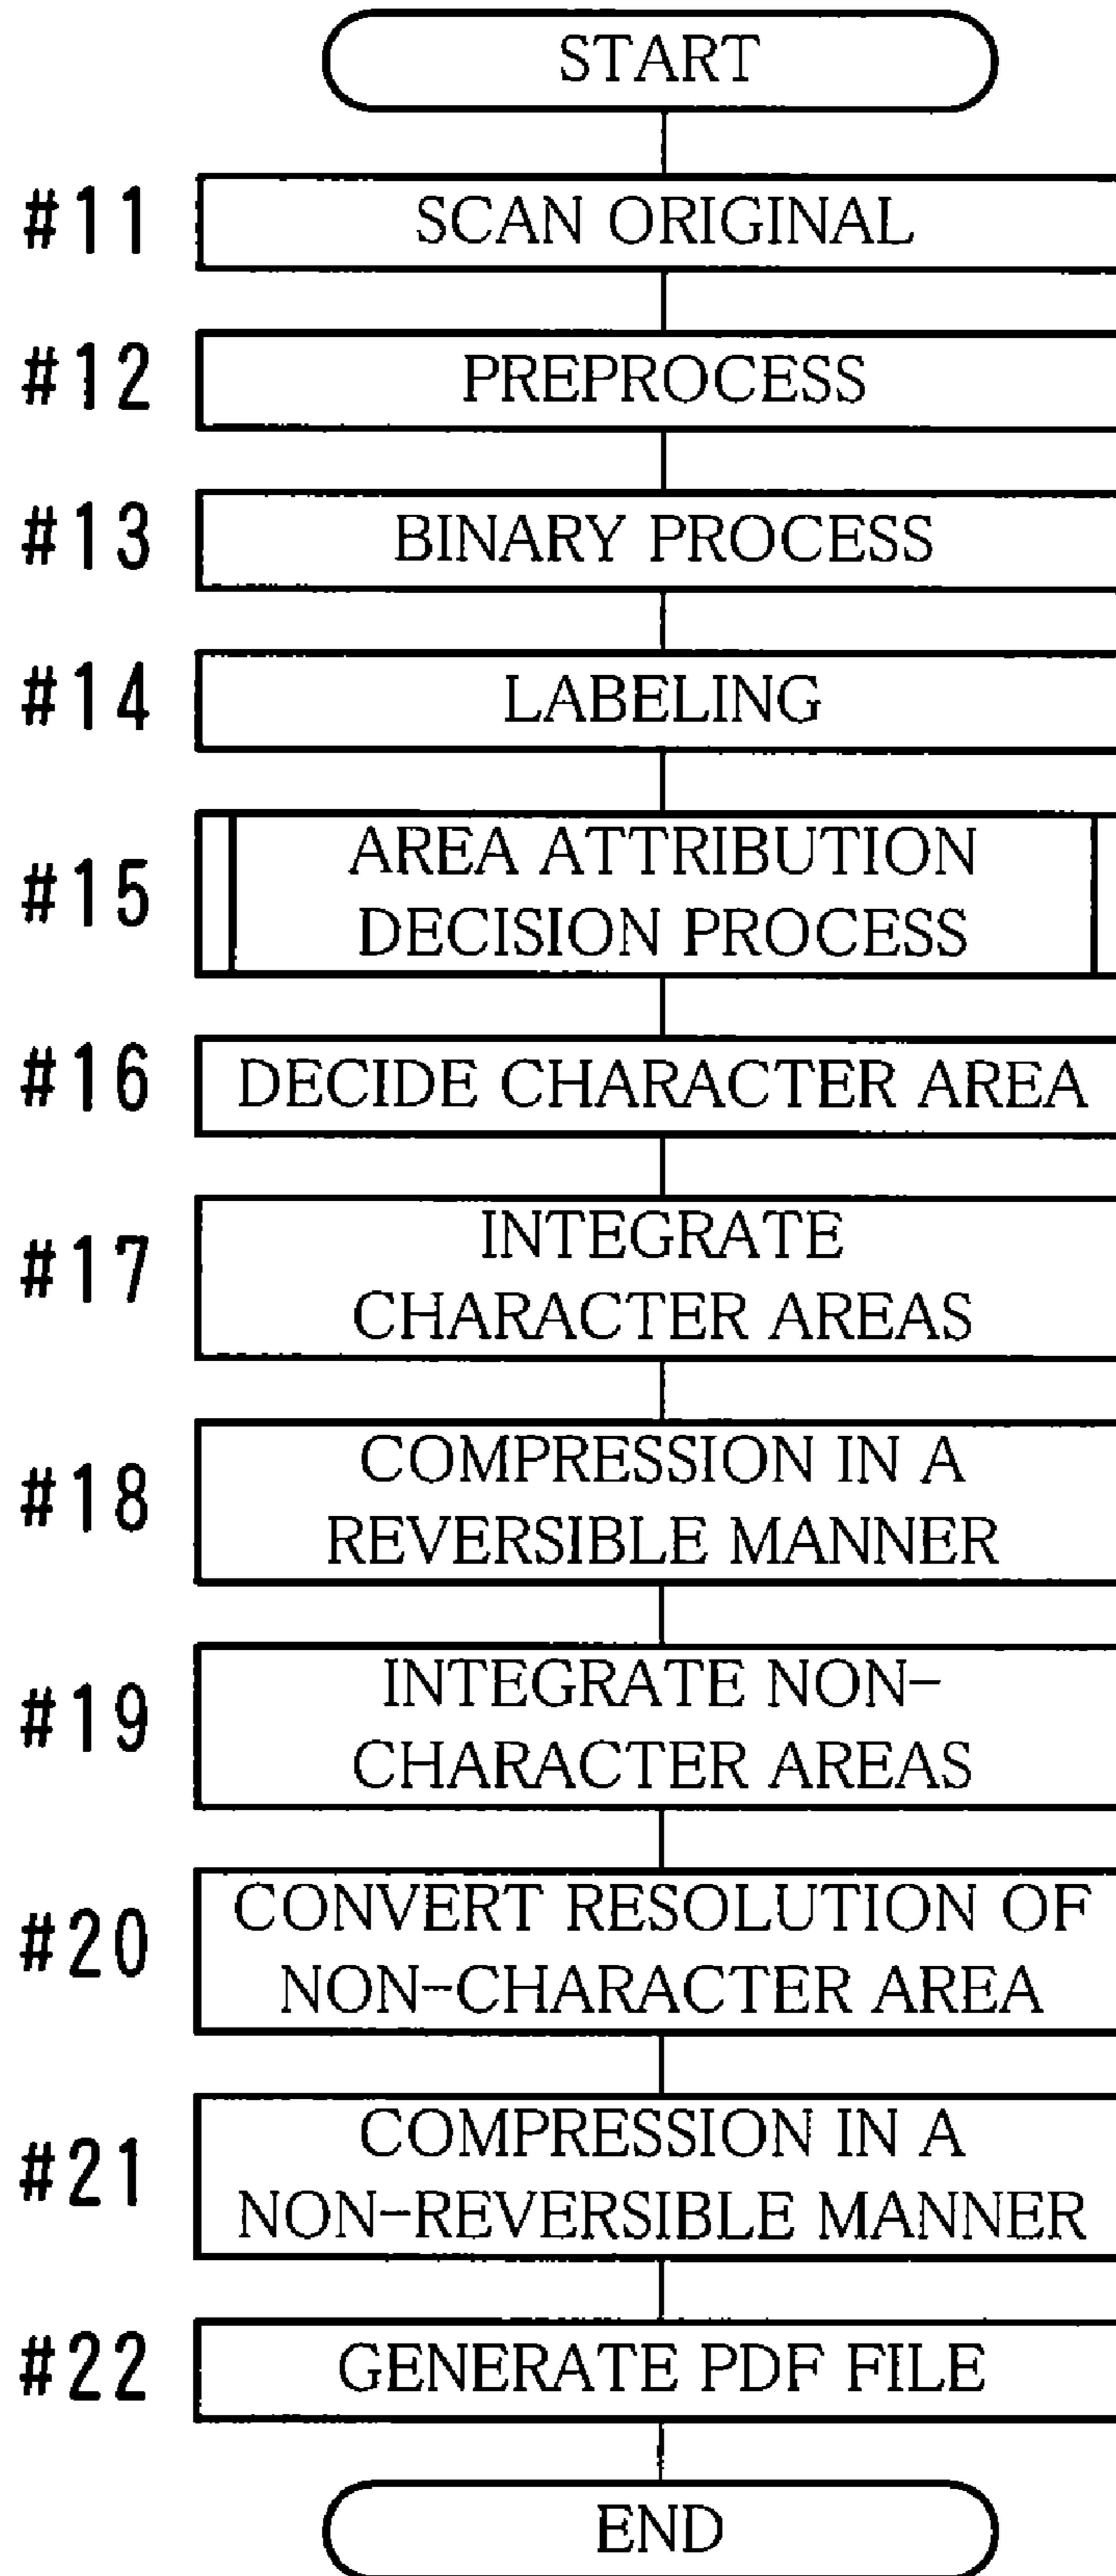 START
#11 SCAN ORIGINAL
#12 PREPROCESS
#13 BINARY PROCESS
#14 LABELING
#15 AREA ATTRIBUTION
DECISION PROCESS
#16 DECIDE CHARACTER AREA
#17 INTEGRATE
CHARACTER AREAS
#18 COMPRESSION IN A
REVERSIBLE MANNER
#19 INTEGRATE NON-
CHARACTER AREAS
#20 CONVERT RESOLUTION OF
NON-CHARACTER AREA
#21 COMPRESSION IN A
NON-REVERSIBLE MANNER
#22 GENERATE PDF FILE
END